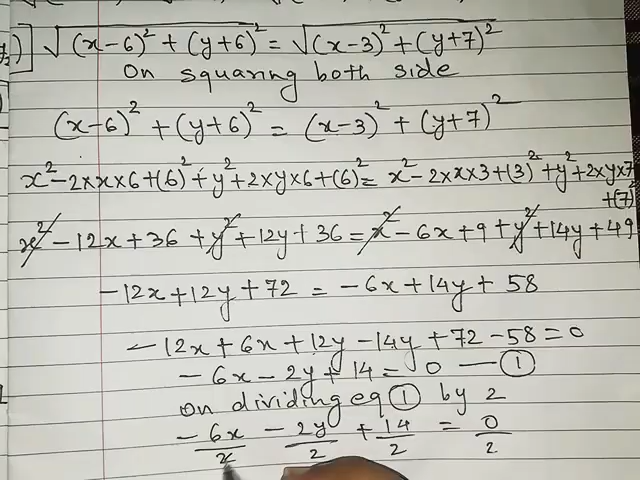 √(x-6)² + (y+6)² = √(x-3)² + (y+7)²
On squaring both side
(x-6)² + (y+6)² = (x-3)² + (y+7)²
x² - 2×x×6 + (6)² + y² + 2×y×6 + (6)² = x² - 2×x×3 + (3)² + y² + 2×y×7
+ (7)²
x² - 12x + 36 + y² + 12y + 36 = x² - 6x + 9 + y² + 14y + 49
-12x + 12y + 72 = -6x + 14y + 58
-12x + 6x + 12y - 14y + 72 - 58 = 0
-6x - 2y + 14 = 0 — ①
On dividing eq ① by 2
- 6x/2 - 2y/2 + 14/2 = 0/2